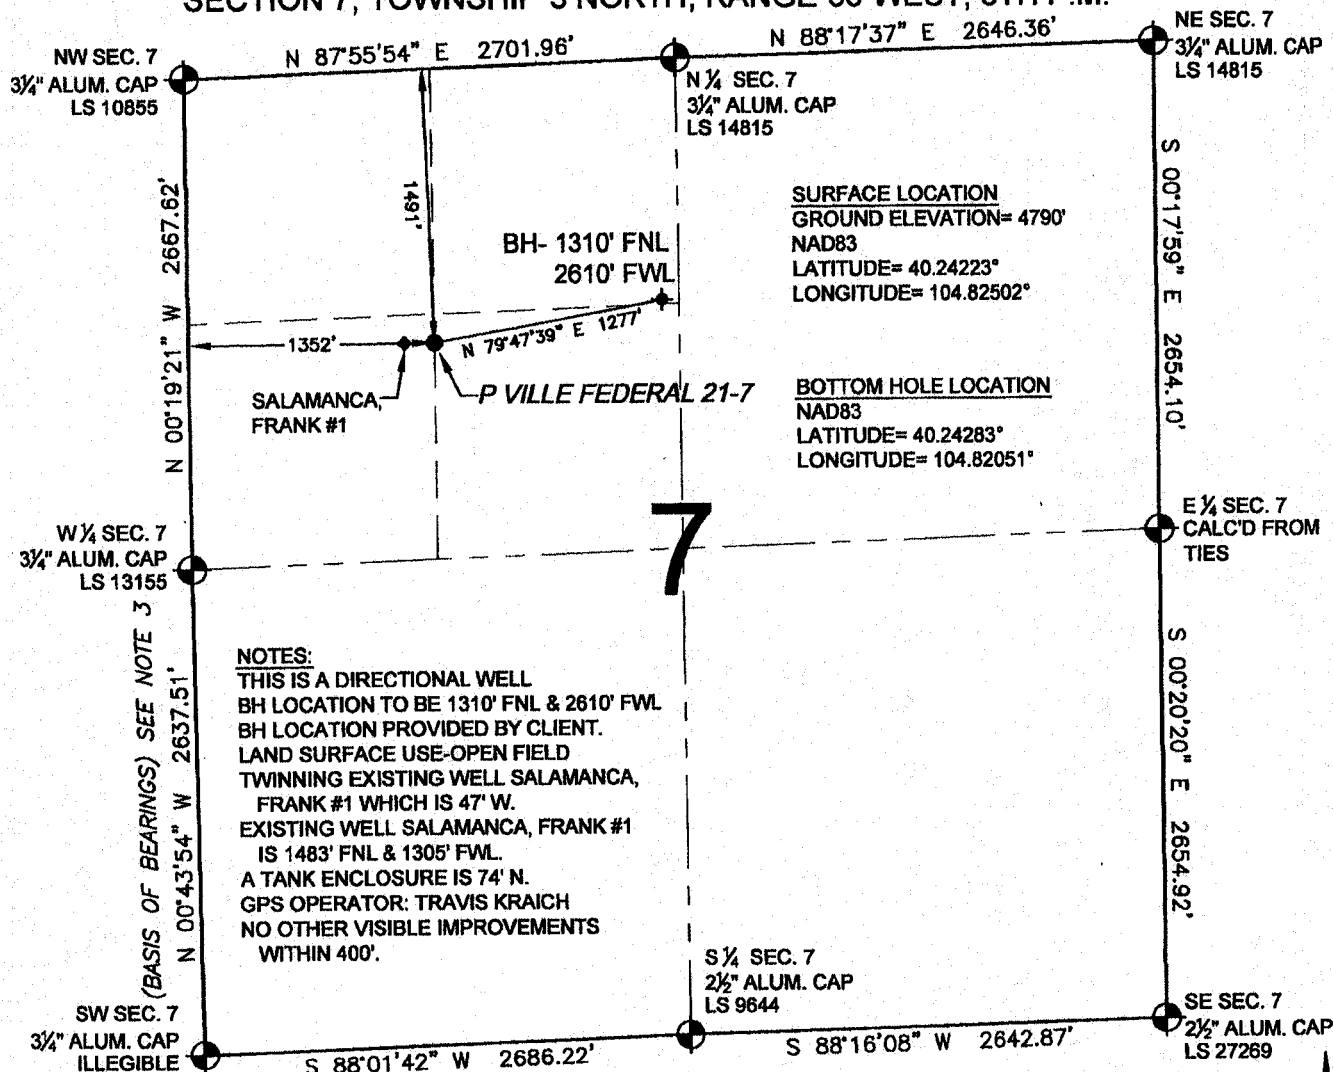 SECTION 7, TOWNSHIP 3 NORTH, RANGE 66 WEST, 6TH P.M.
NW SEC. 7
3¼" ALUM. CAP
LS 10855
N 87°55'54" E 2701.96'
N 88°17'37" E 2646.36'
NE SEC. 7
3¼" ALUM. CAP
LS 14815
N ¼ SEC. 7
3¼" ALUM. CAP
LS 14815
N 00°19'21" W 2667.62'
1491'
BH- 1310' FNL
2610' FWL
SURFACE LOCATION
GROUND ELEVATION= 4790'
NAD83
LATITUDE= 40.24223°
LONGITUDE= 104.82502°
S 00°17'59" E 2654.10'
1352'
N 79°47'39" E 1277'
SALAMANCA,
FRANK #1
P VILLE FEDERAL 21-7
BOTTOM HOLE LOCATION
NAD83
LATITUDE= 40.24283°
LONGITUDE= 104.82051°
W ¼ SEC. 7
3¼" ALUM. CAP
LS 13155
7
E ¼ SEC. 7
CALC'D FROM
TIES
(BASIS OF BEARINGS) SEE NOTE 3
N 00°43'54" W 2637.51'
NOTES:
THIS IS A DIRECTIONAL WELL
BH LOCATION TO BE 1310' FNL & 2610' FWL
BH LOCATION PROVIDED BY CLIENT.
LAND SURFACE USE-OPEN FIELD
TWINNING EXISTING WELL SALAMANCA,
FRANK #1 WHICH IS 47' W.
EXISTING WELL SALAMANCA, FRANK #1
IS 1483' FNL & 1305' FWL.
A TANK ENCLOSURE IS 74' N.
GPS OPERATOR: TRAVIS KRAICH
NO OTHER VISIBLE IMPROVEMENTS
WITHIN 400'.
S 00°20'20" E 2654.92'
SW SEC. 7
3¼" ALUM. CAP
ILLEGIBLE
S 88°01'42" W 2686.22'
S ¼ SEC. 7
2½" ALUM. CAP
LS 9644
S 88°16'08" W 2642.87'
SE SEC. 7
2½" ALUM. CAP
LS 27269